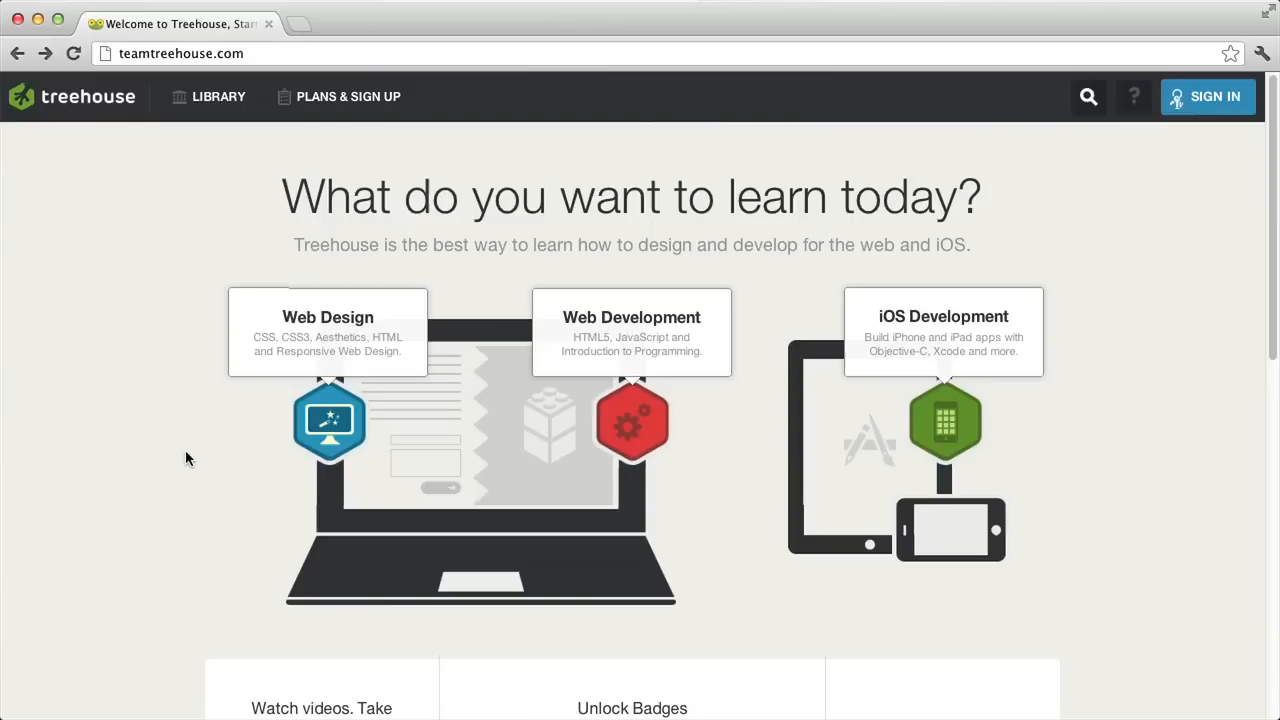 Welcome to Treehouse, Star
teamtreehouse.com
treehouse
LIBRARY
PLANS & SIGN UP
?
SIGN IN
What do you want to learn today?
Treehouse is the best way to learn how to design and develop for the web and iOS.
Web Design
CSS, CSS3, Aesthetics, HTML
and Responsive Web Design.
Web Development
HTML5, JavaScript and
Introduction to Programming.
iOS Development
Build iPhone and iPad apps with
Objective-C, Xcode and more.
Watch videos. Take
Unlock Badges